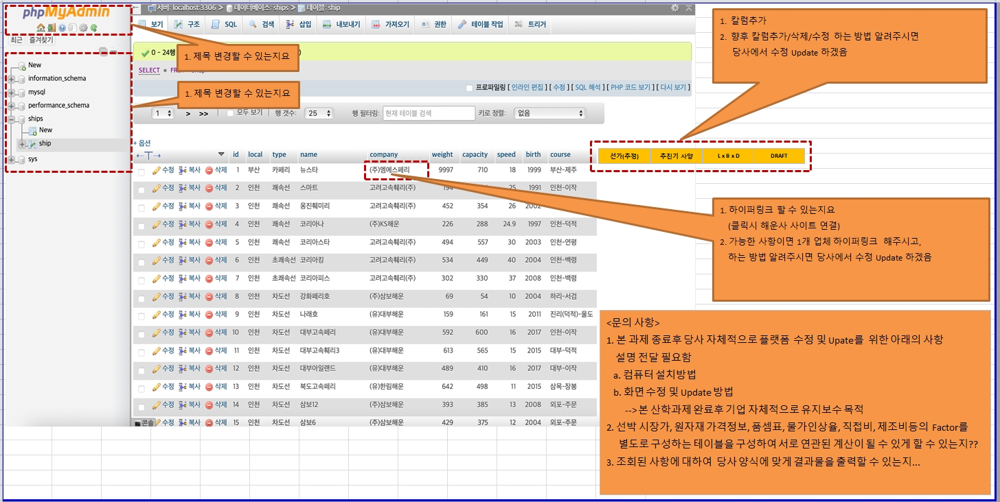 phpMyAdmin
최근 즐겨찾기
New
information_schema
mysql
performance_schema
ships
New
ship
sys
서버: localhost:3306 > 데이터베이스: ships > 테이블: ship
보기 구조 SQL 검색 삽입 내보내기 가져오기 권한 테이블 작업 트리거
0 - 24행
SELECT * FR
프로파일링 [ 인라인 편집 ] [ 수정 ] [ SQL 해석 ] [ PHP 코드 보기 ] [ 다시 보기 ]
1 > >> 모두 보기 행 갯수: 25 행 필터링: 현재 테이블 검색 키로 정렬: 없음
+ 옵션
←T→ id local type name company weight capacity speed birth course
수정 복사 삭제 1 부산 카페리 뉴스타 (주)엠에스페리 9997 710 18 1999 부산-제주
수정 복사 삭제 2 인천 쾌속선 스마트 고려고속훼리(주) 194 25 1991 인천-이작
수정 복사 삭제 3 인천 쾌속선 옹진훼미리 고려고속훼리(주) 452 354 26 2002
수정 복사 삭제 4 인천 쾌속선 코리아나 (주)KS해운 226 288 24.9 1997 인천-덕적
수정 복사 삭제 5 인천 쾌속선 코리아스타 고려고속훼리(주) 494 557 30 2003 인천-연평
수정 복사 삭제 6 인천 초쾌속선 코리아킹 고려고속훼리(주) 534 449 40 2004 인천-백령
수정 복사 삭제 7 인천 초쾌속선 코리아피스 고려고속훼리(주) 302 330 37 2008 인천-백령
수정 복사 삭제 8 인천 차도선 강화페리호 (주)삼보해운 69 54 10 2004 하리-서검
수정 복사 삭제 9 인천 차도선 나래호 (유)대부해운 159 161 15 2011 진리(덕적)-울도
수정 복사 삭제 10 인천 차도선 대부고속페리 (유)대부해운 592 600 16 2017 인천-이작
수정 복사 삭제 11 인천 차도선 대부고속훼리3 (유)대부해운 613 565 15 2015 대부-덕적
수정 복사 삭제 12 인천 차도선 대부아일랜드 (유)대부해운 489 410 16 2017 대부-이작
수정 복사 삭제 13 인천 차도선 북도고속페리 (유)한림해운 642 498 11 2015 삼목-장봉
수정 복사 삭제 14 인천 차도선 삼보12 (주)삼보해운 393 385 13 2008 외포-주문
콘솔 수정 복사 삭제 15 인천 차도선 삼보6 (주)삼보해운 429 375 12 2004 외포-주문
1. 제목 변경할 수 있는지요
1. 제목 변경할 수 있는지요
1. 칼럼추가
2. 향후 칼럼추가/삭제/수정 하는 방법 알려주시면
당사에서 수정 Update 하겠음
선가(추정) 추진기 사양 L x B x D DRAFT
1. 하이퍼링크 할 수 있는지요
(클릭시 해운사 사이트 연결)
2. 가능한 사항이면 1개 업체 하이퍼링크 해주시고,
하는 방법 알려주시면 당사에서 수정 Update 하겠음
<문의 사항>
1. 본 과제 종료후 당사 자체적으로 플랫폼 수정 및 Upate를 위한 아래의 사항
설명 전달 필요함
a. 컴퓨터 설치방법
b. 화면 수정 및 Update 방법
-->본 산학과제 완료후 기업 자체적으로 유지보수 목적
2. 선박 시장가, 원자재 가격정보, 품셈표, 물가인상율, 직접비, 제조비등의 Factor를
별도로 구성하는 테이블을 구성하여 서로 연관된 계산이 될 수 있게 할 수 있는지??
3. 조회된 사항에 대하여 당사 양식에 맞게 결과물을 출력할 수 있는지...